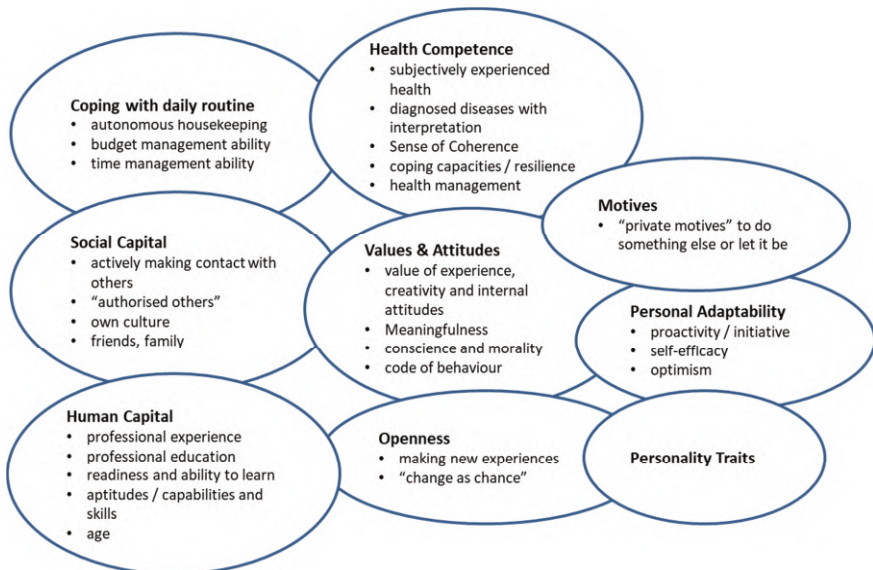 Coping with daily routine
• autonomous housekeeping
• budget management ability
• time management ability
Health Competence
• subjectively experienced
health
• diagnosed diseases with
interpretation
• Sense of Coherence
• coping capacities / resilience
• health management
Motives
• “private motives” to do
something else or let it be
Social Capital
• actively making contact with
others
• “authorised others”
• own culture
• friends, family
Values & Attitudes
• value of experience,
creativity and internal
attitudes
• Meaningfulness
• conscience and morality
• code of behaviour
Personal Adaptability
• proactivity / initiative
• self-efficacy
• optimism
Human Capital
• professional experience
• professional education
• readiness and ability to learn
• aptitudes / capabilities and
skills
• age
Openness
• making new experiences
• “change as chance”
Personality Traits